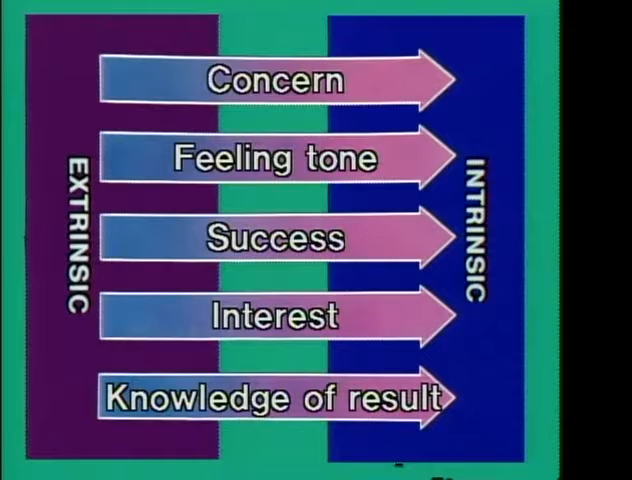 Concern
Feeling tone
EXTRINSIC
INTRINSIC
Success
Interest
Knowledge of result